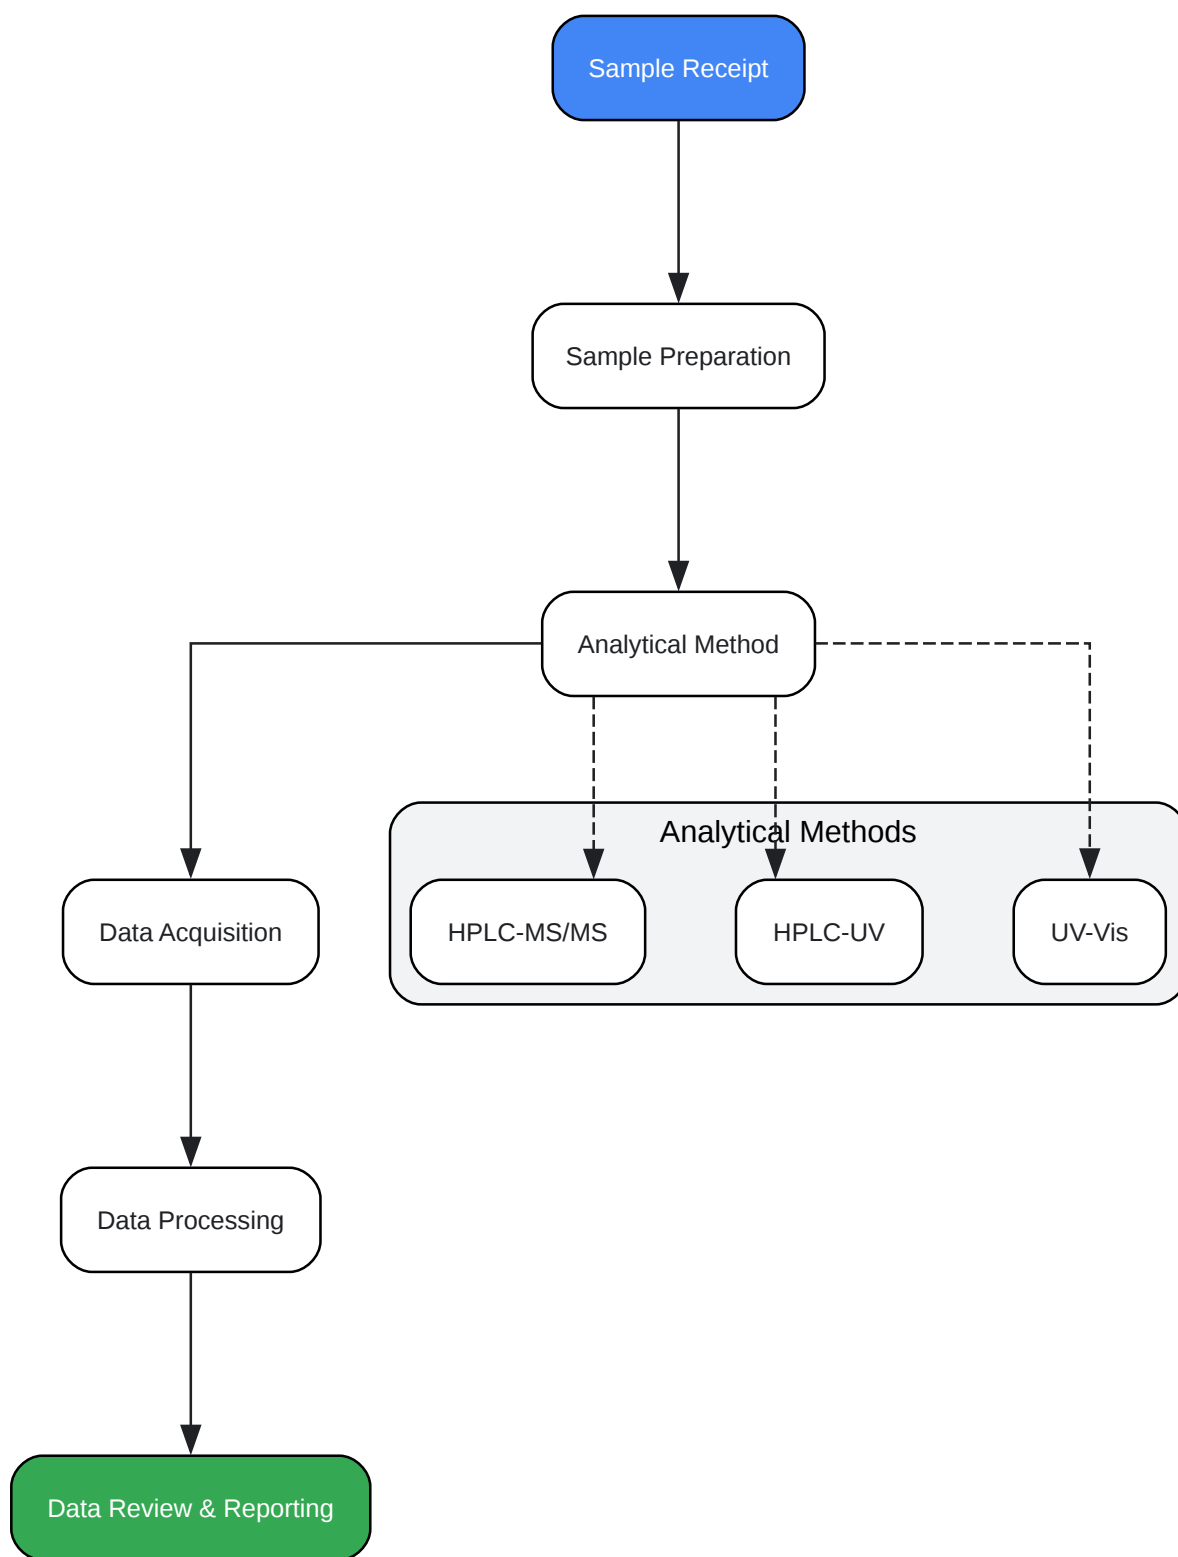 Sample Receipt
Sample Preparation
Analytical Method
Analytical Methods
Data Acquisition
HPLC-MS/MS
HPLC-UV
UV-Vis
Data Processing
Data Review & Reporting